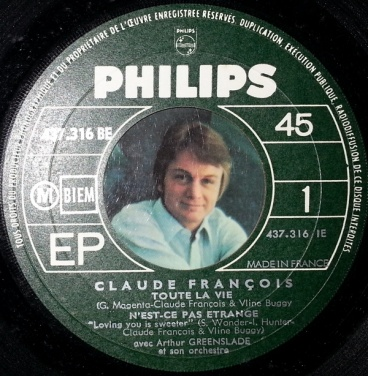 TOUS DROITS DU PRODUCTEUR PHONOGRAPHIQUE ET DU PROPRIETAIRE DE L'ŒUVRE ENREGISTREE RESERVES. DUPLICATION, EXECUTION PUBLIQUE, RADIODIFFUSION DE CE DISQUE INTERDITES
PHILIPS
PHILIPS
437.316 BE
45
M
BIEM
1
EP
437.316 1E
MADE IN FRANCE
CLAUDE FRANÇOIS
TOUTE LA VIE
(G. Magenta-Claude François & Vline Buggy
N'EST-CE PAS ETRANGE
"Loving you is sweeter" (S. Wonder-I. Hunter-
Claude François & Vline Buggy)
avec Arthur GREENSLADE
et son orchestre